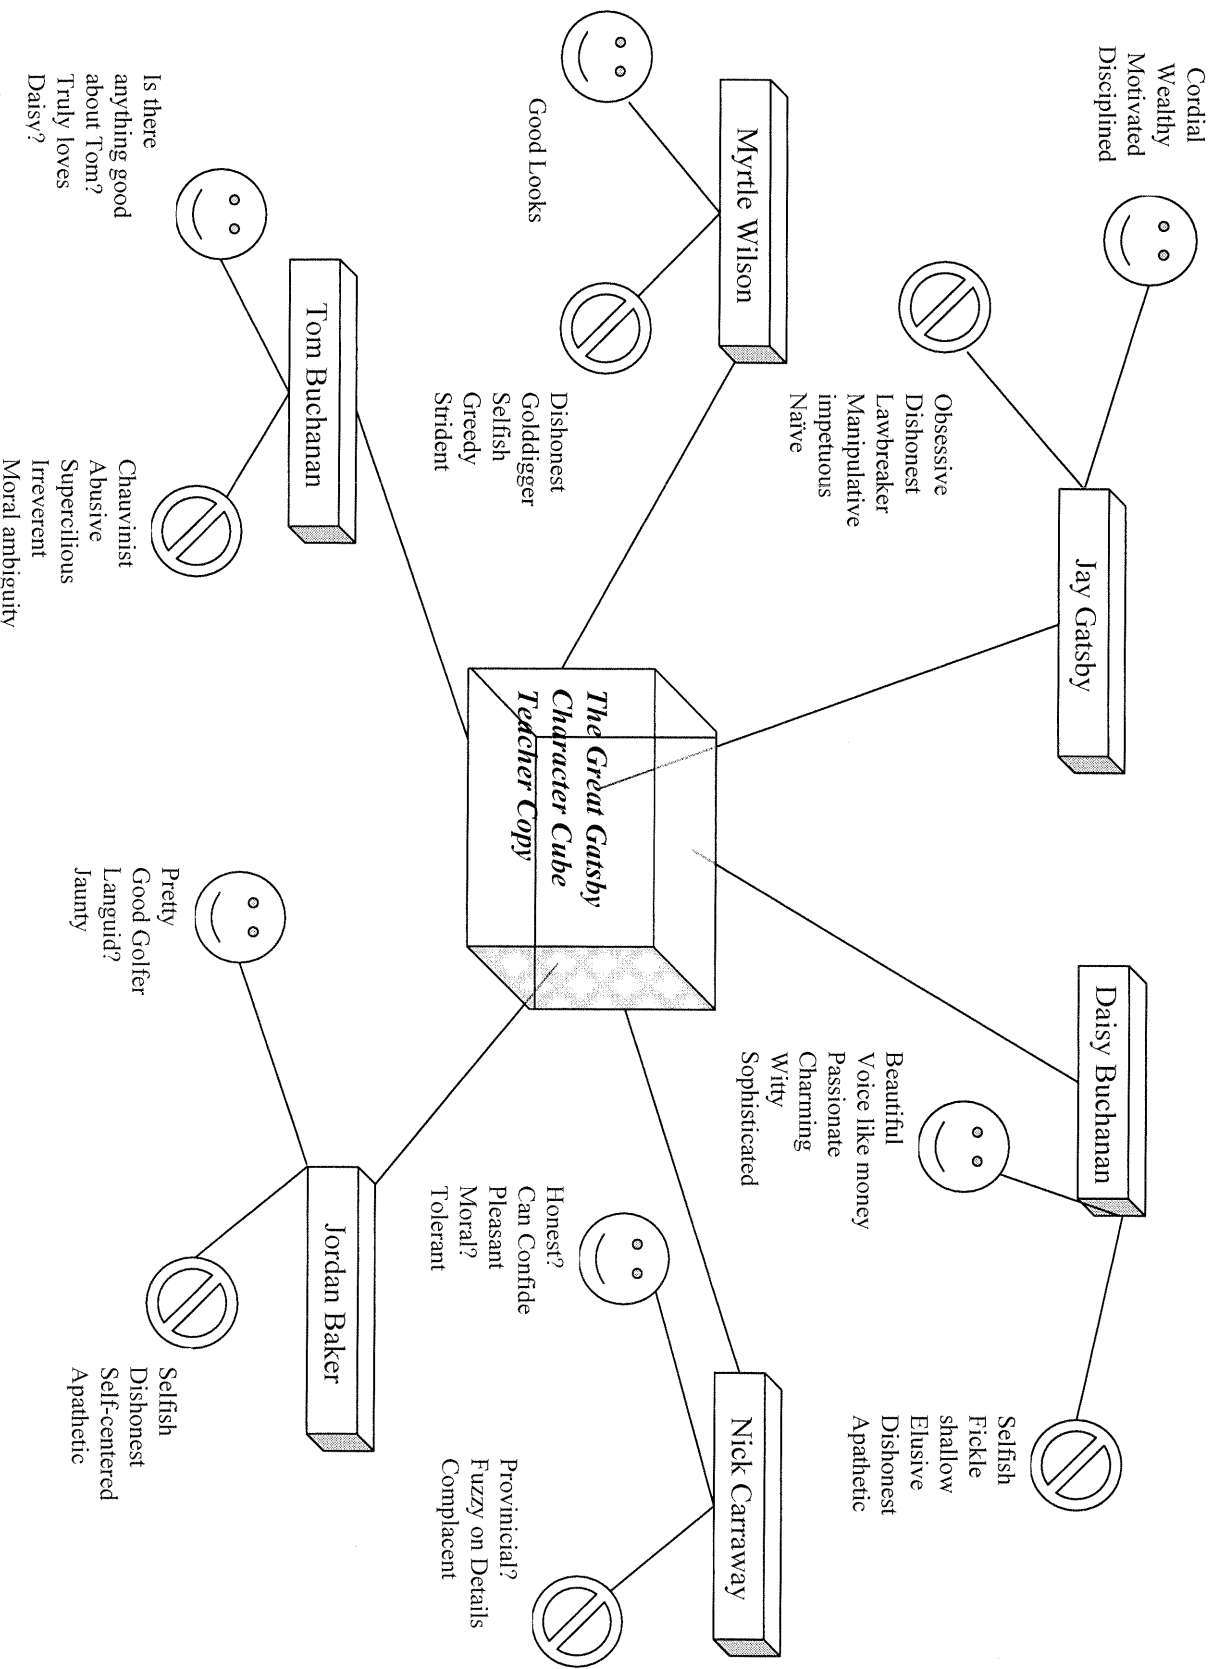 Cordial
Wealthy
Motivated
Disciplined
Jay Gatsby
Obsessive
Dishonest
Lawbreaker
Manipulative
impetuous
Naïve
Daisy Buchanan
Beautiful
Voice like money
Passionate
Charming
Witty
Sophisticated
Selfish
Fickle
shallow
Elusive
Dishonest
Apathetic
Myrtle Wilson
Good Looks
Dishonest
Golddigger
Selfish
Greedy
Strident
The Great Gatsby
Character Cube
Teacher Copy
Nick Carraway
Honest?
Can Confide
Pleasant
Moral?
Tolerant
Provinicial?
Fuzzy on Details
Complacent
Tom Buchanan
Is there
anything good
about Tom?
Truly loves
Daisy?
Chauvinist
Abusive
Supercilious
Irreverent
Moral ambiguity
Jordan Baker
Pretty
Good Golfer
Languid?
Jaunty
Selfish
Dishonest
Self-centered
Apathetic